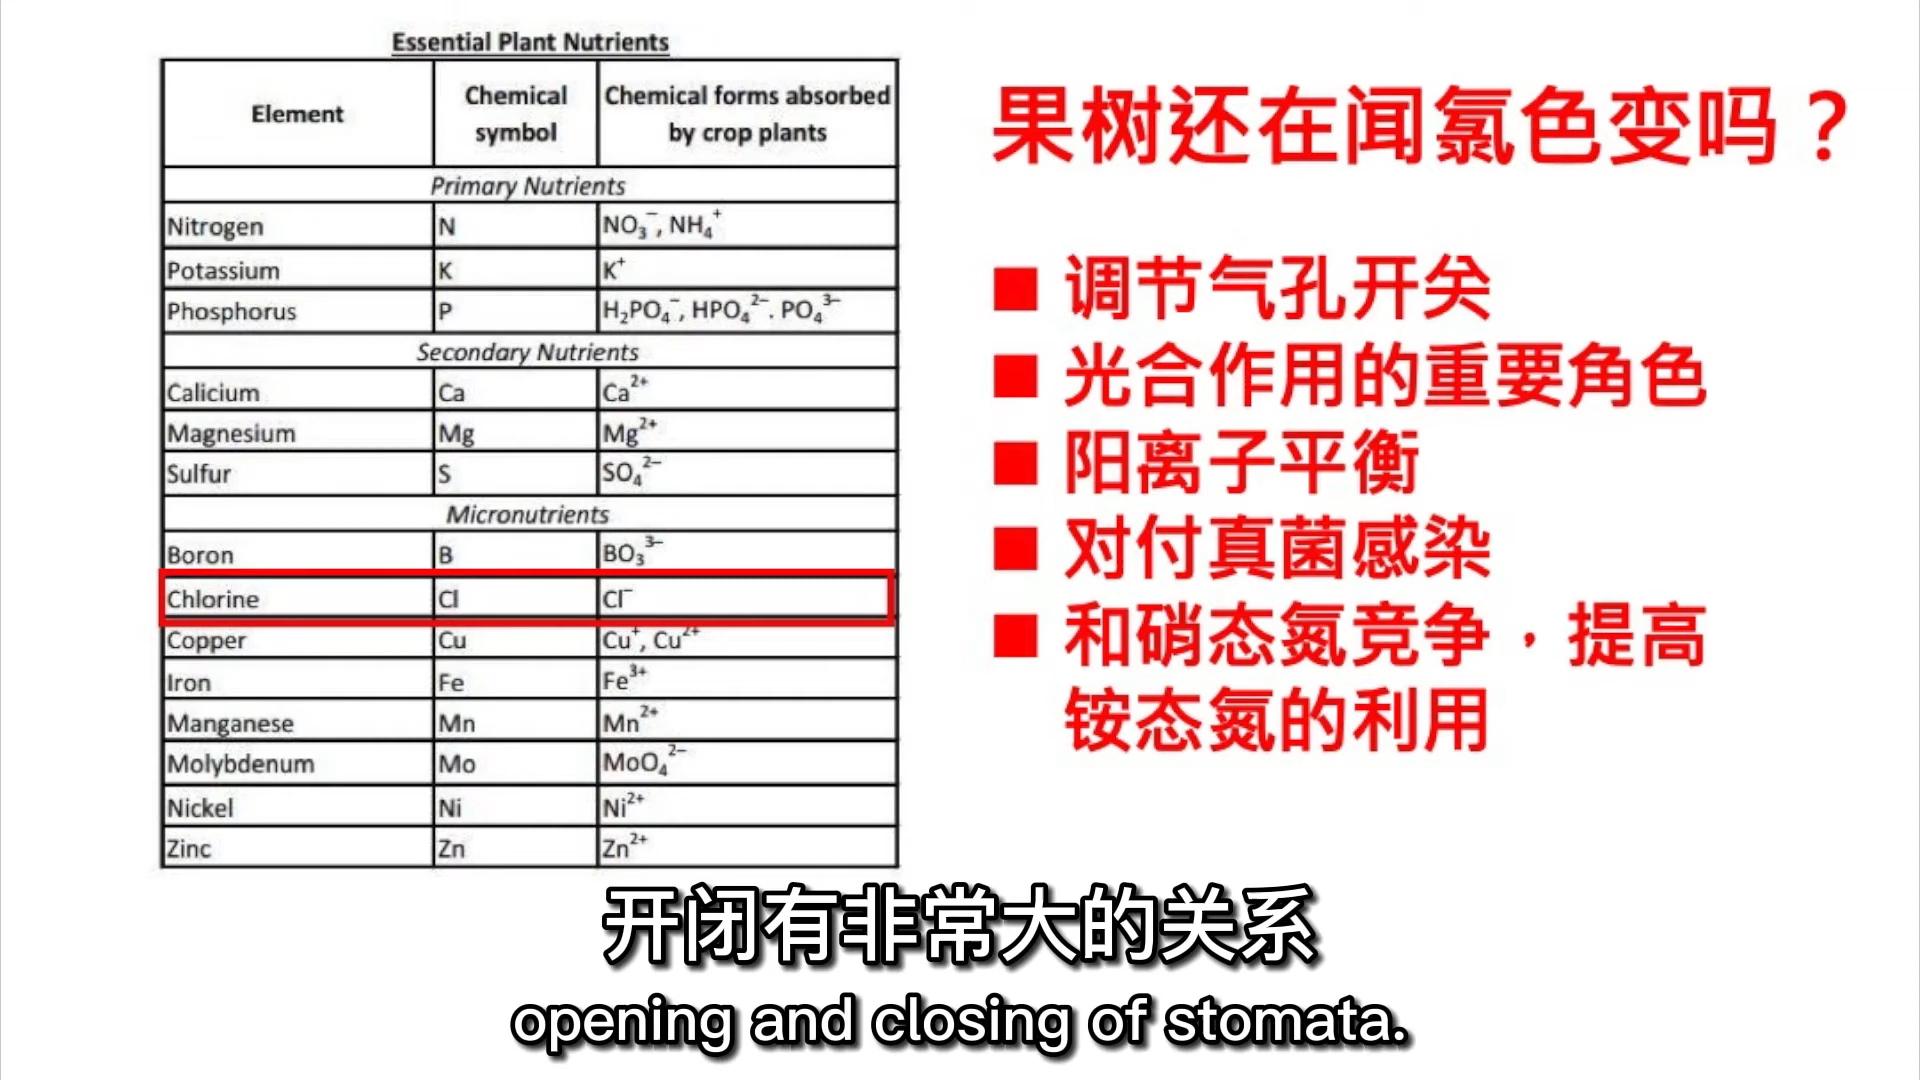 Essential Plant Nutrients
Element Chemical symbol Chemical forms absorbed by crop plants
Primary Nutrients
Nitrogen N NO₃⁻, NH₄⁺
Potassium K K⁺
Phosphorus P H₂PO₄⁻, HPO₄²⁻. PO₄³⁻
Secondary Nutrients
Calicium Ca Ca²⁺
Magnesium Mg Mg²⁺
Sulfur S SO₄²⁻
Micronutrients
Boron B BO₃³⁻
Chlorine Cl Cl⁻
Copper Cu Cu⁺, Cu²⁺
Iron Fe Fe³⁺
Manganese Mn Mn²⁺
Molybdenum Mo MoO₄²⁻
Nickel Ni Ni²⁺
Zinc Zn Zn²⁺
果树还在闻氯色变吗？
■ 调节气孔开关
■ 光合作用的重要角色
■ 阳离子平衡
■ 对付真菌感染
■ 和硝态氮竞争，提高
铵态氮的利用
开闭有非常大的关系
opening and closing of stomata.